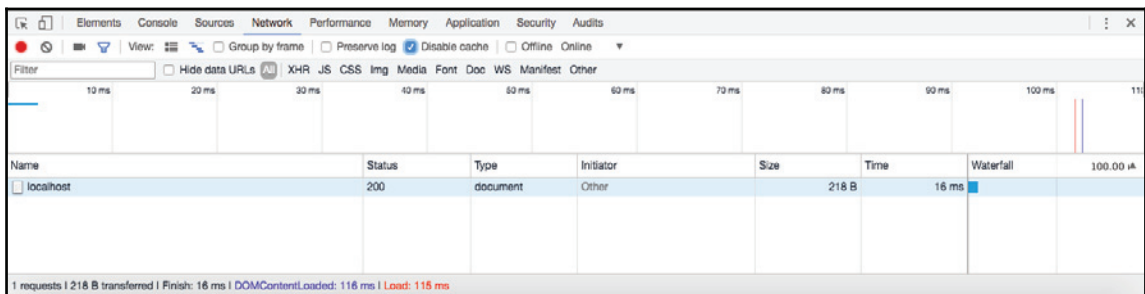 Elements Console Sources Network Performance Memory Application Security Audits
View: Group by frame Preserve log Disable cache Offline Online
Filter Hide data URLs All XHR JS CSS Img Media Font Doc WS Manifest Other
10 ms 20 ms 30 ms 40 ms 50 ms 60 ms 70 ms 80 ms 90 ms 100 ms 110
Name Status Type Initiator Size Time Waterfall 100.00
localhost 200 document Other 218 B 16 ms
1 requests | 218 B transferred | Finish: 16 ms | DOMContentLoaded: 116 ms | Load: 115 ms